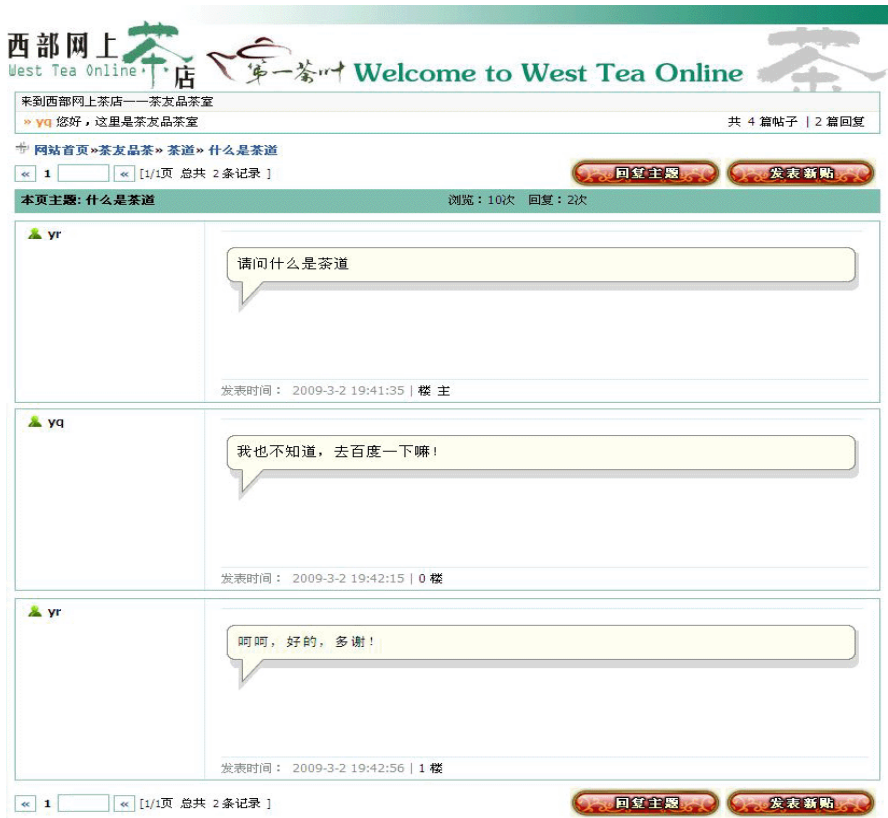 西部网上茶店
West Tea Online
第一茶叶 Welcome to West Tea Online 茶
来到西部网上茶店——茶友品茶室
» yq 您好，这里是茶友品茶室 共 4 篇帖子 | 2 篇回复
网站首页»茶友品茶» 茶道» 什么是茶道
« 1 « [1/1页 总共 2条记录 ] 回复主题 发表新贴
本页主题: 什么是茶道 浏览：10次 回复：2次
yr
请问什么是茶道
发表时间： 2009-3-2 19:41:35 | 楼 主
yq
我也不知道，去百度一下嘛！
发表时间： 2009-3-2 19:42:15 | 0 楼
yr
呵呵，好的，多谢！
发表时间： 2009-3-2 19:42:56 | 1 楼
« 1 « [1/1页 总共 2条记录 ] 回复主题 发表新贴